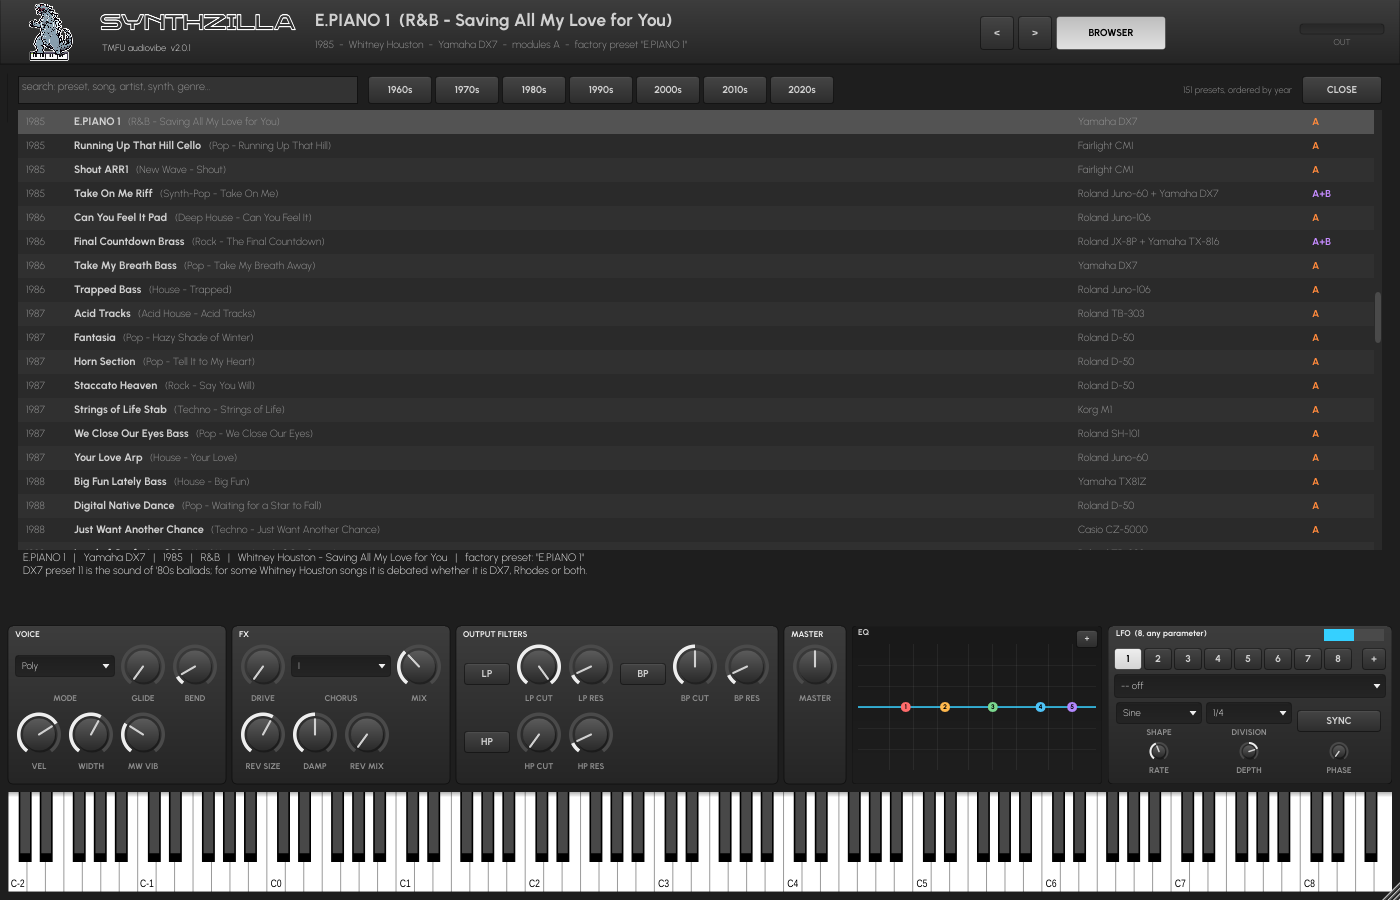 SYNTHZILLA
TMFU audiovibe v2.0.1
E.PIANO 1 (R&B - Saving All My Love for You)
1985 - Whitney Houston - Yamaha DX7 - modules A - factory preset "E.PIANO 1"
< > BROWSER
OUT
search: preset, song, artist, synth, genre...
1960s 1970s 1980s 1990s 2000s 2010s 2020s
151 presets, ordered by year CLOSE
1985 E.PIANO 1 (R&B - Saving All My Love for You) Yamaha DX7 A
1985 Running Up That Hill Cello (Pop - Running Up That Hill) Fairlight CMI A
1985 Shout ARR1 (New Wave - Shout) Fairlight CMI A
1985 Take On Me Riff (Synth-Pop - Take On Me) Roland Juno-60 + Yamaha DX7 A+B
1986 Can You Feel It Pad (Deep House - Can You Feel It) Roland Juno-106 A
1986 Final Countdown Brass (Rock - The Final Countdown) Roland JX-8P + Yamaha TX-816 A+B
1986 Take My Breath Bass (Pop - Take My Breath Away) Yamaha DX7 A
1986 Trapped Bass (House - Trapped) Roland Juno-106 A
1987 Acid Tracks (Acid House - Acid Tracks) Roland TB-303 A
1987 Fantasia (Pop - Hazy Shade of Winter) Roland D-50 A
1987 Horn Section (Pop - Tell It to My Heart) Roland D-50 A
1987 Staccato Heaven (Rock - Say You Will) Roland D-50 A
1987 Strings of Life Stab (Techno - Strings of Life) Korg M1 A
1987 We Close Our Eyes Bass (Pop - We Close Our Eyes) Roland SH-101 A
1987 Your Love Arp (House - Your Love) Roland Juno-60 A
1988 Big Fun Lately Bass (House - Big Fun) Yamaha TX81Z A
1988 Digital Native Dance (Pop - Waiting for a Star to Fall) Roland D-50 A
1988 Just Want Another Chance (Techno - Just Want Another Chance) Casio CZ-5000 A
E.PIANO 1 | Yamaha DX7 | 1985 | R&B | Whitney Houston - Saving All My Love for You | factory preset: "E.PIANO 1"
DX7 preset 11 is the sound of '80s ballads; for some Whitney Houston songs it is debated whether it is DX7, Rhodes or both.
VOICE
Poly
MODE GLIDE BEND
VEL WIDTH MW VIB
FX
I
DRIVE CHORUS MIX
REV SIZE DAMP REV MIX
OUTPUT FILTERS
LP BP
LP CUT LP RES BP CUT BP RES
HP
HP CUT HP RES
MASTER
MASTER
EQ
+
1 2 3 4 5
LFO (8, any parameter)
1 2 3 4 5 6 7 8 +
-- off
Sine 1/4 SYNC
SHAPE DIVISION
RATE DEPTH PHASE
C-2 C-1 C0 C1 C2 C3 C4 C5 C6 C7 C8